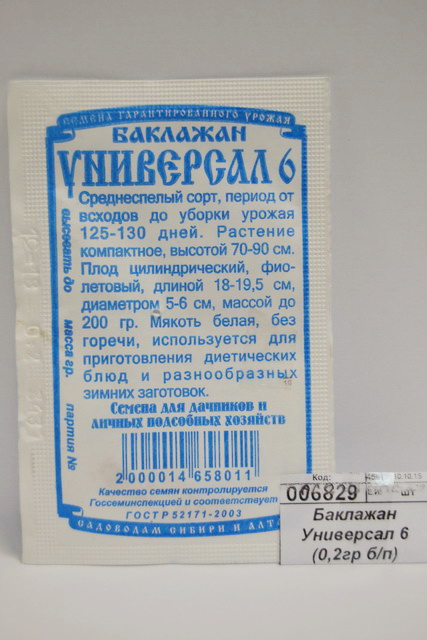 СЕМЕНА ГАРАНТИРОВАННОГО УРОЖАЯ
БАКЛАЖАН
УНИВЕРСАЛ 6
Среднеспелый сорт, период от
всходов до уборки урожая
125-130 дней. Растение
компактное, высотой 70-90 см.
Плод цилиндрический, фио-
летовый, длиной 18-19,5 см,
диаметром 5-6 см, массой до
200 гр. Мякоть белая, без
горечи, используется для
приготовления диетических
блюд и разнообразных
зимних заготовок.
Семена для дачников и
личных подсобных хозяйств
2 000014 658011
Качество семян контролируется
Госсеминспекцией и соответствует
ГОСТ Р 52171-2003
САДОВОДАМ СИБИРИ И
высевать до
масса гр.
партия №
Код:
006829
шт
Баклажан
Универсал 6
(0,2гр б/п)